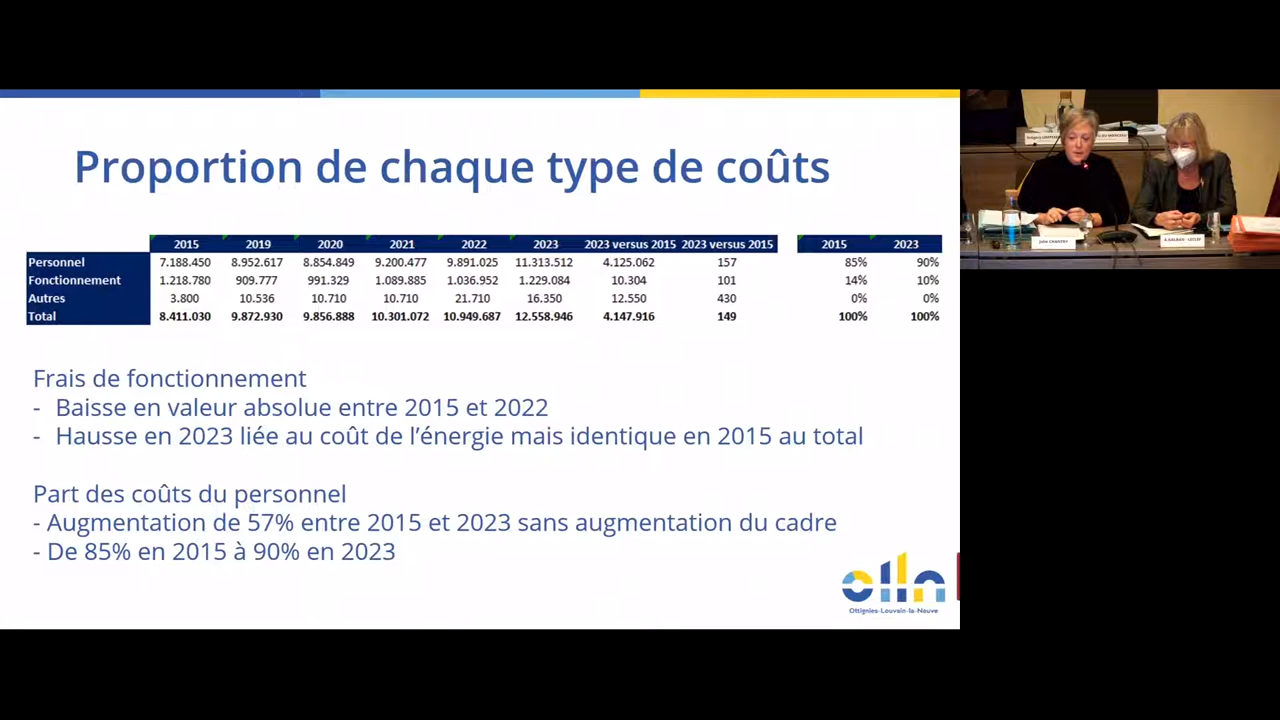 Proportion de chaque type de coûts
2015 2019 2020 2021 2022 2023 2023 versus 2015 2023 versus 2015 2015 2023
Personnel 7.188.450 8.952.617 8.854.849 9.200.477 9.891.025 11.313.512 4.125.062 157 85% 90%
Fonctionnement 1.218.780 909.777 991.329 1.089.885 1.036.952 1.229.084 10.304 101 14% 10%
Autres 3.800 10.536 10.710 10.710 21.710 16.350 12.550 430 0% 0%
Total 8.411.030 9.872.930 9.856.888 10.301.072 10.949.687 12.558.946 4.147.916 149 100% 100%
Frais de fonctionnement
- Baisse en valeur absolue entre 2015 et 2022
- Hausse en 2023 liée au coût de l’énergie mais identique en 2015 au total
Part des coûts du personnel
- Augmentation de 57% entre 2015 et 2023 sans augmentation du cadre
- De 85% en 2015 à 90% en 2023
Ottignies-Louvain-la-Neuve
Julie CHANTRY